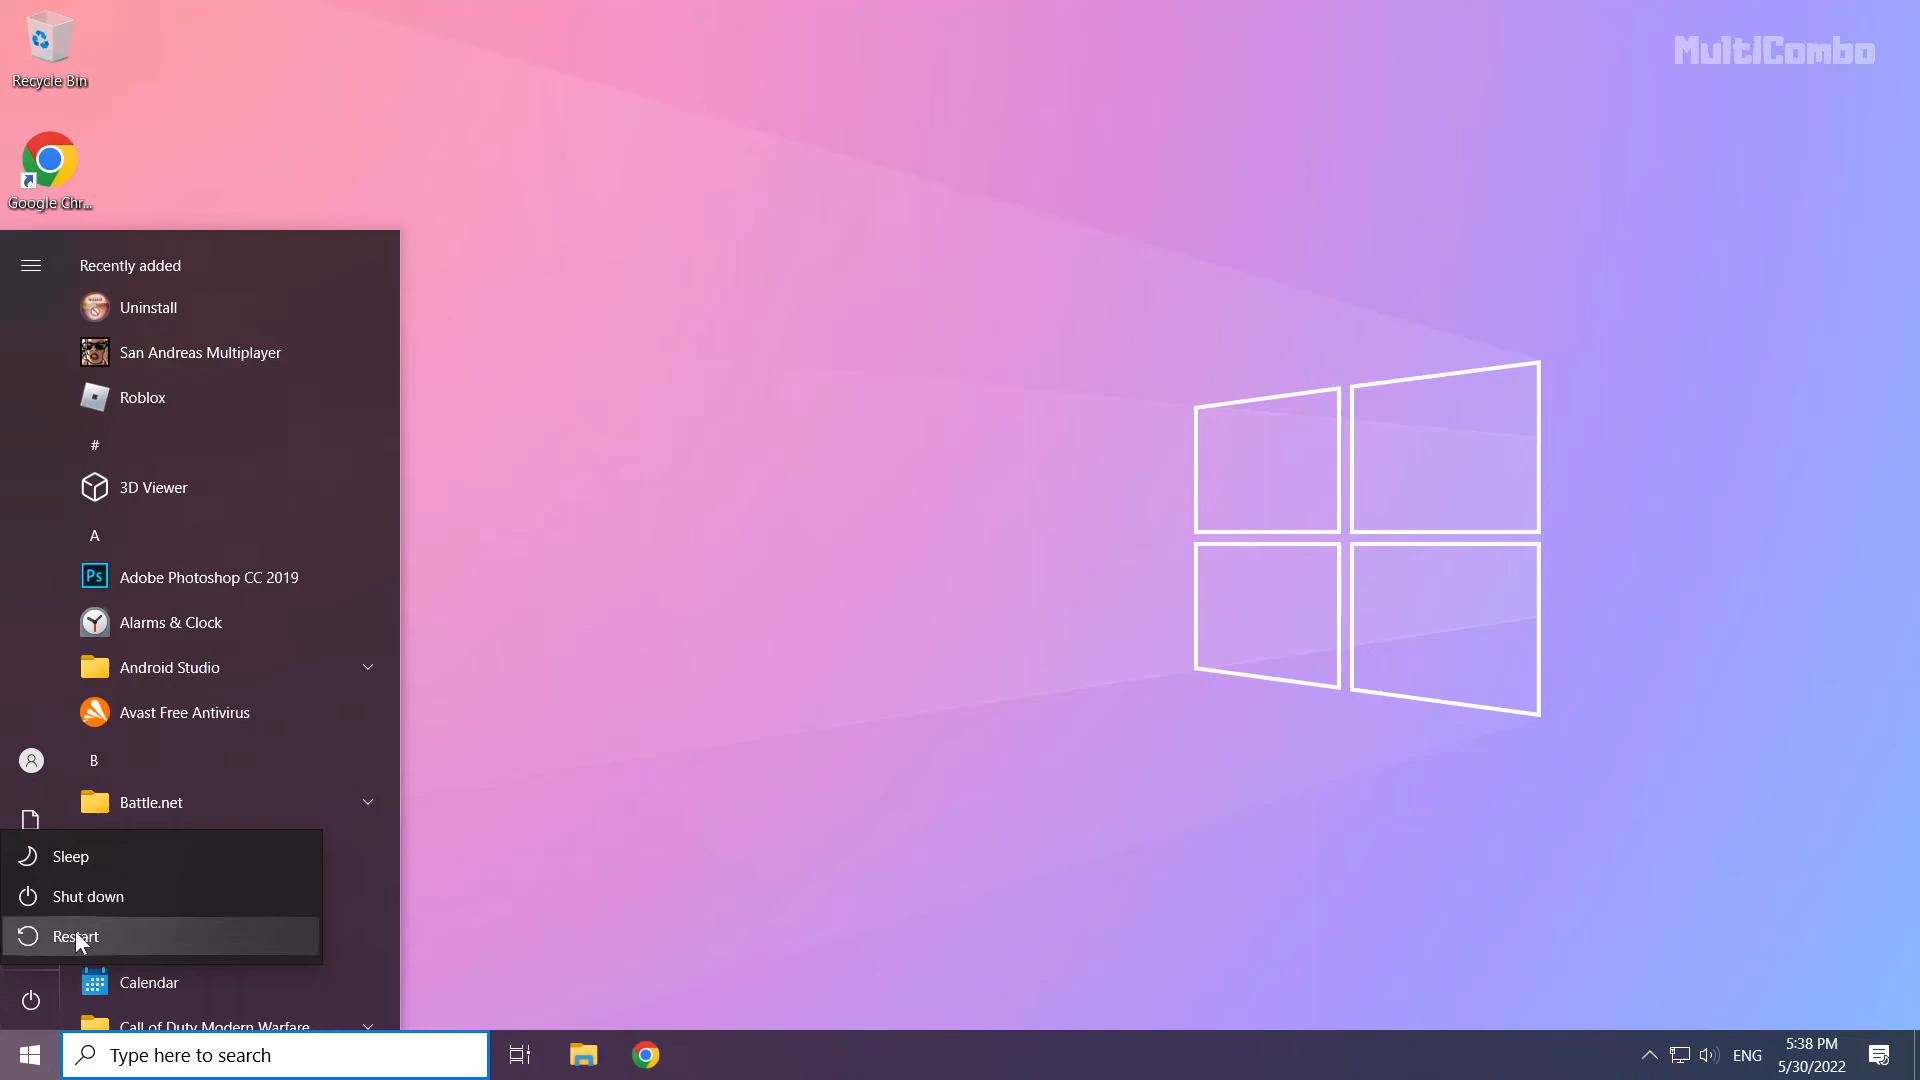 MultiCombo
Recycle Bin
Google Chr...
Recently added
Uninstall
San Andreas Multiplayer
Roblox
#
3D Viewer
A
Ps
Adobe Photoshop CC 2019
Alarms & Clock
Android Studio
Avast Free Antivirus
B
Battle.net
Sleep
Shut down
Restart
Calendar
Call of Duty Modern Warfare
Type here to search
ENG
5:38 PM
5/30/2022